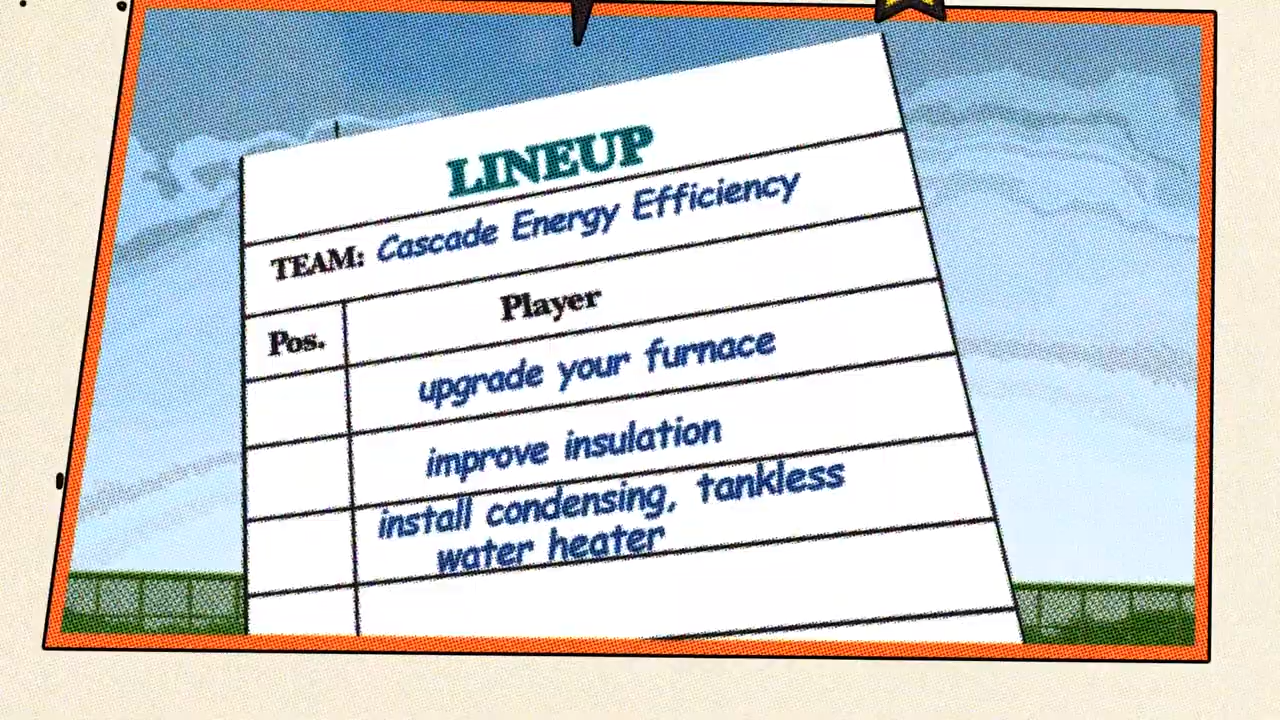 LINEUP
TEAM: Cascade Energy Efficiency
Pos. Player
upgrade your furnace
improve insulation
install condensing, tankless
water heater